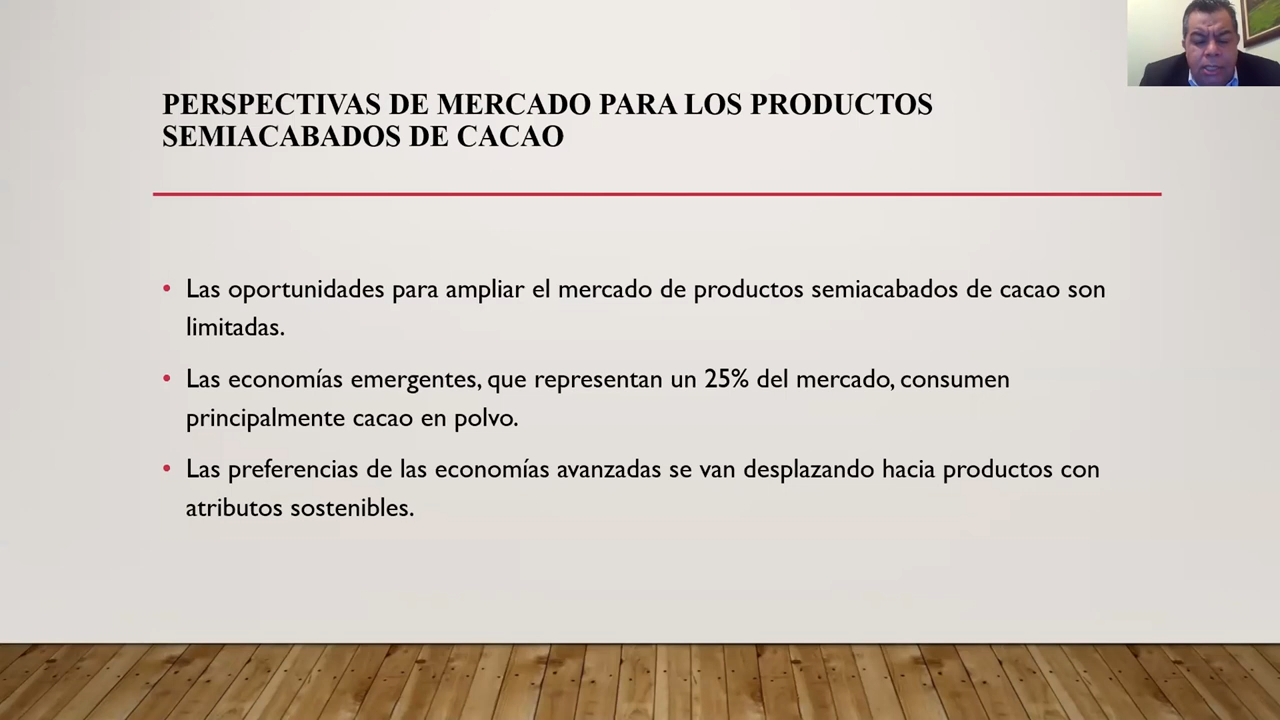 PERSPECTIVAS DE MERCADO PARA LOS PRODUCTOS
SEMIACABADOS DE CACAO
• Las oportunidades para ampliar el mercado de productos semiacabados de cacao son
limitadas.
• Las economías emergentes, que representan un 25% del mercado, consumen
principalmente cacao en polvo.
• Las preferencias de las economías avanzadas se van desplazando hacia productos con
atributos sostenibles.